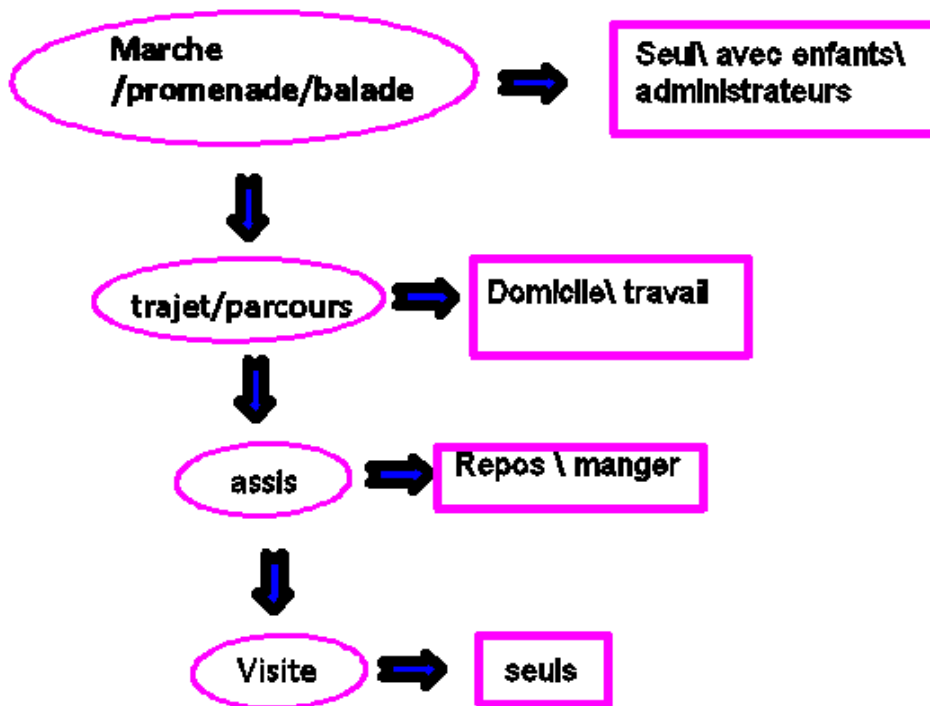 Marche
/promenade/balade
Seul\ avec enfants\
administrateurs
trajet/parcours
Domicile\ travail
assis
Repos \ manger
Visite
seuls